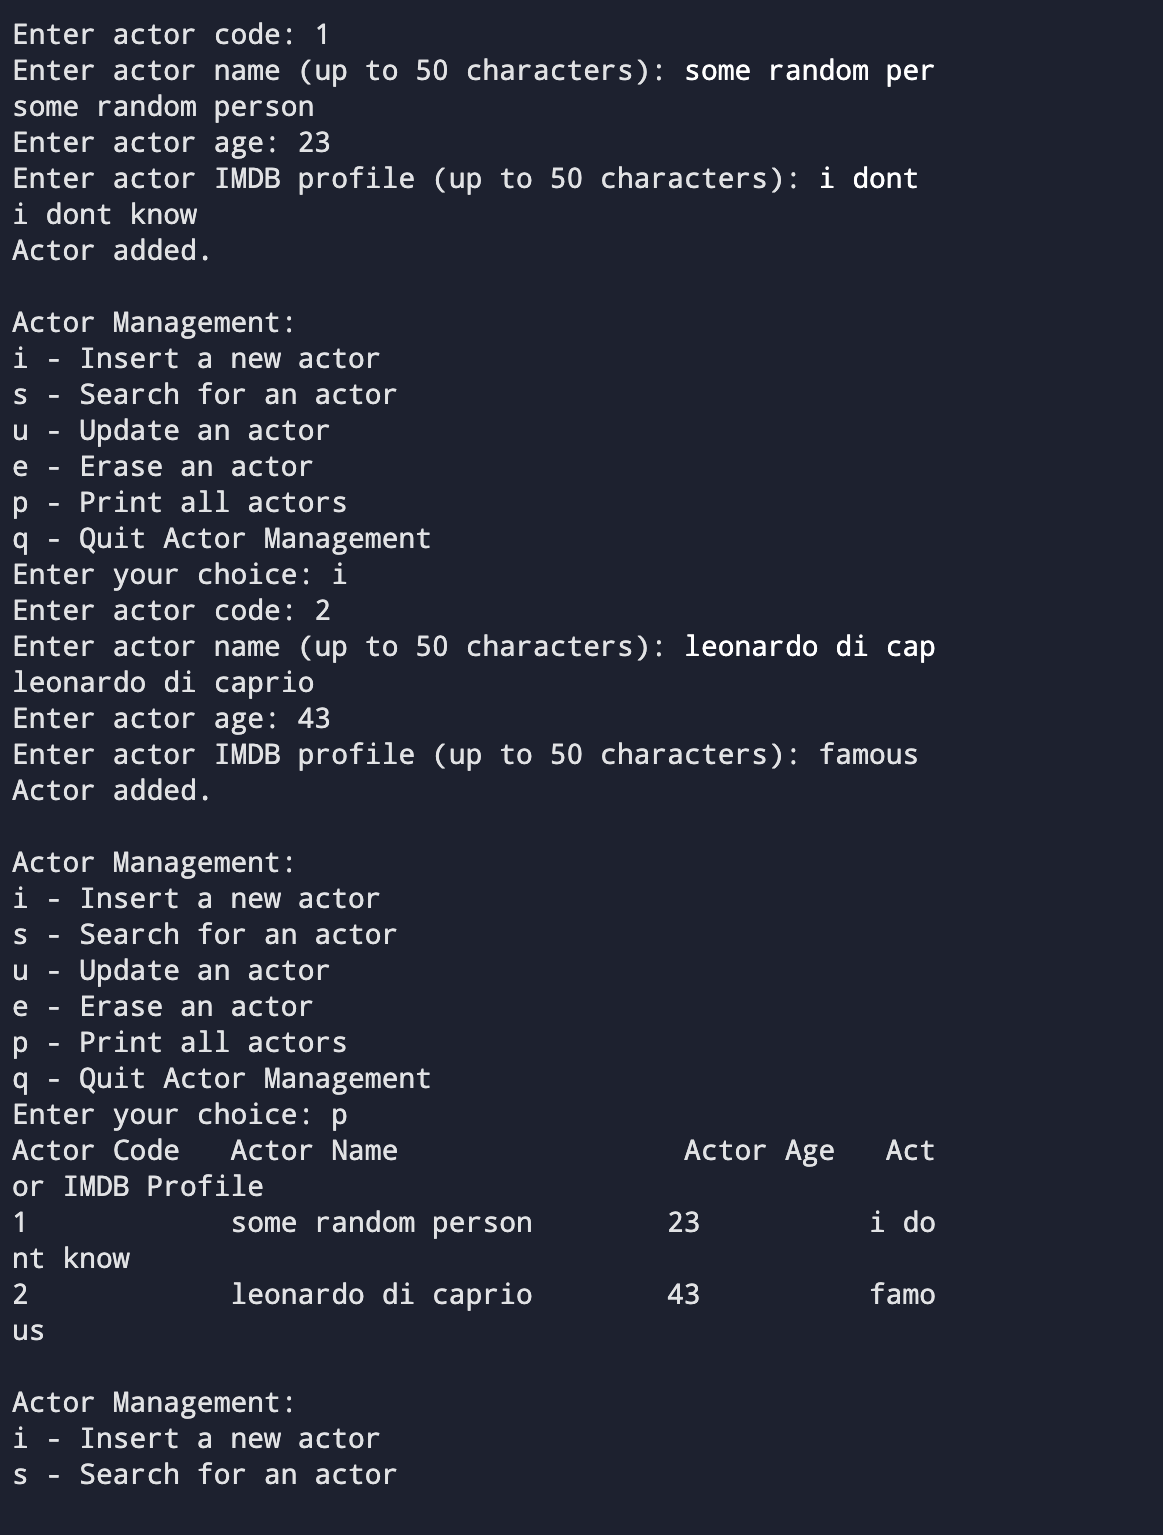 Enter actor code: 1
Enter actor name (up to 50 characters): some random per
some random person
Enter actor age: 23
Enter actor IMDB profile (up to 50 characters): i dont
i dont know
Actor added.

Actor Management:
i - Insert a new actor
s - Search for an actor
u - Update an actor
e - Erase an actor
p - Print all actors
q - Quit Actor Management
Enter your choice: i
Enter actor code: 2
Enter actor name (up to 50 characters): leonardo di cap
leonardo di caprio
Enter actor age: 43
Enter actor IMDB profile (up to 50 characters): famous
Actor added.

Actor Management:
i - Insert a new actor
s - Search for an actor
u - Update an actor
e - Erase an actor
p - Print all actors
q - Quit Actor Management
Enter your choice: p
Actor Code   Actor Name                 Actor Age   Act
or IMDB Profile
1            some random person        23          i do
nt know
2            leonardo di caprio        43          famo
us

Actor Management:
i - Insert a new actor
s - Search for an actor